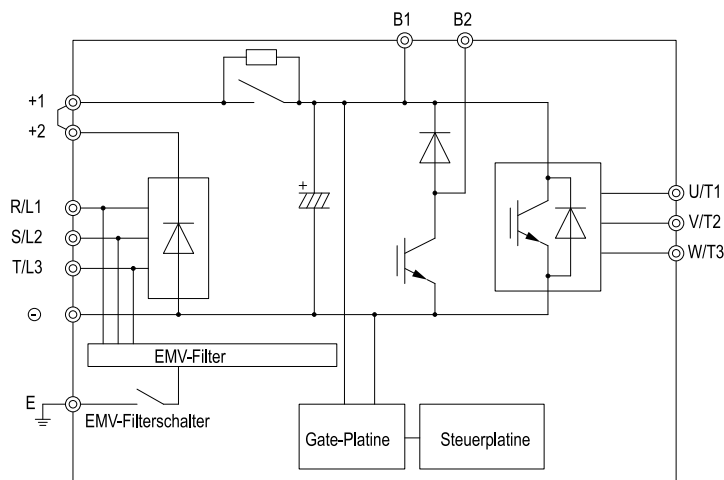 B1 B2
+1
+2
+
R/L1
S/L2
T/L3
U/T1
V/T2
W/T3
-
EMV-Filter
E
EMV-Filterschalter
Gate-Platine
Steuerplatine